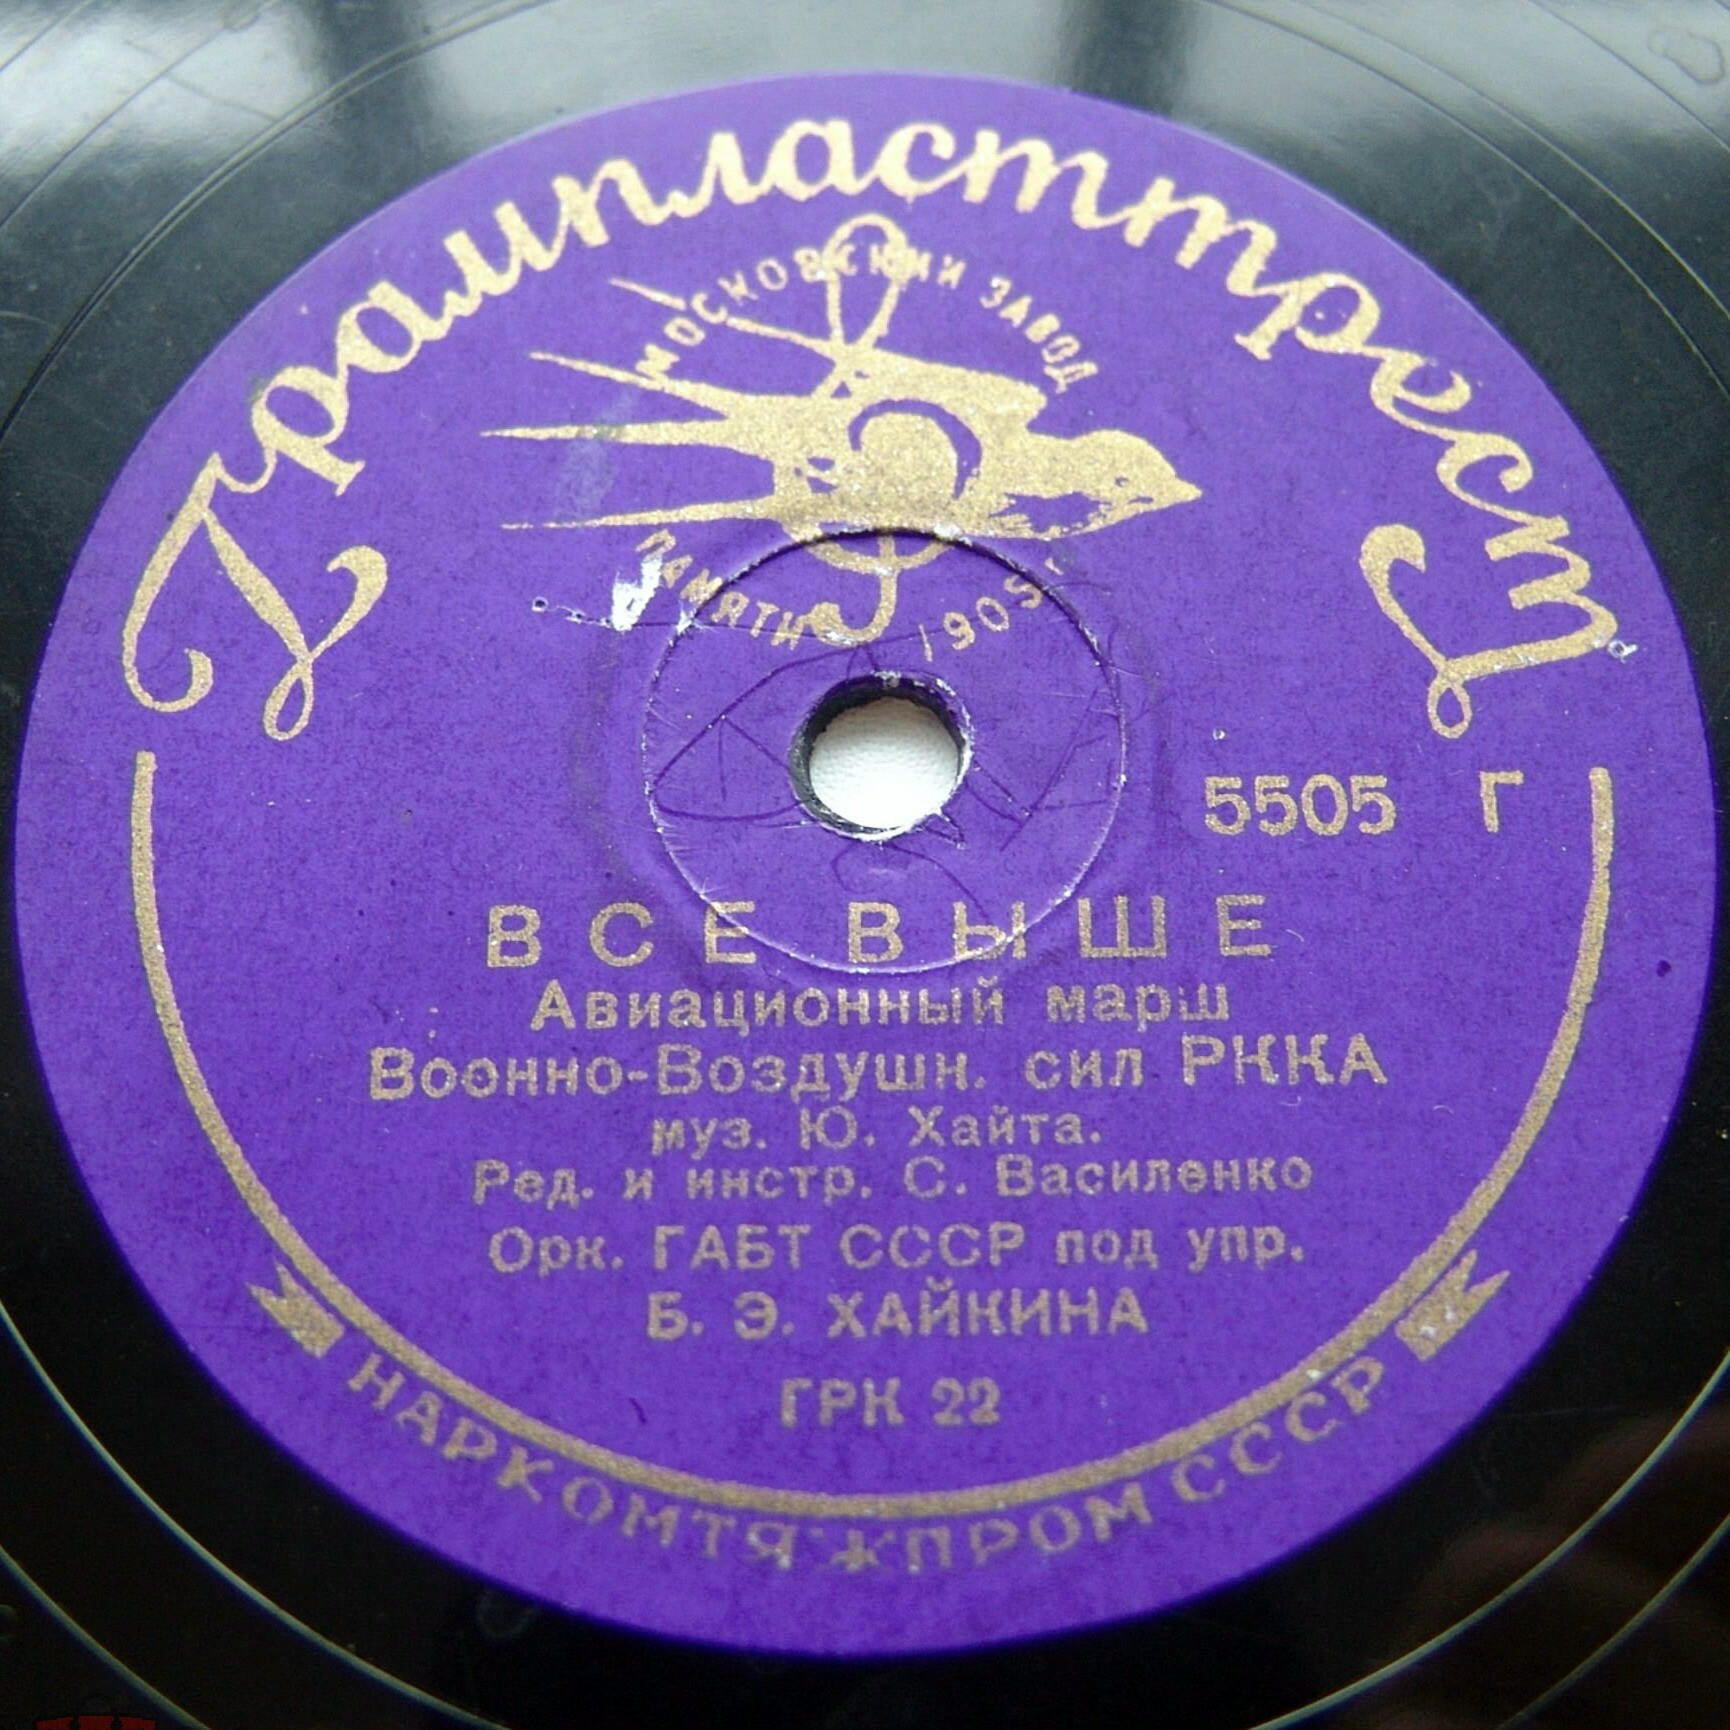 Грампласттрест
МОСКОВСКИЙ ЗАВОД
ПАМЯТИ 1905 г.
5505 Г
ВСЕ ВЫШЕ
Авиационный марш
Военно-Воздушн. сил РККА
муз. Ю. Хайта.
Ред. и инстр. С. Василенко
Орк. ГАБТ СССР под упр.
Б. Э. ХАЙКИНА
ГРК 22
НАРКОМТЯЖПРОМ СССР